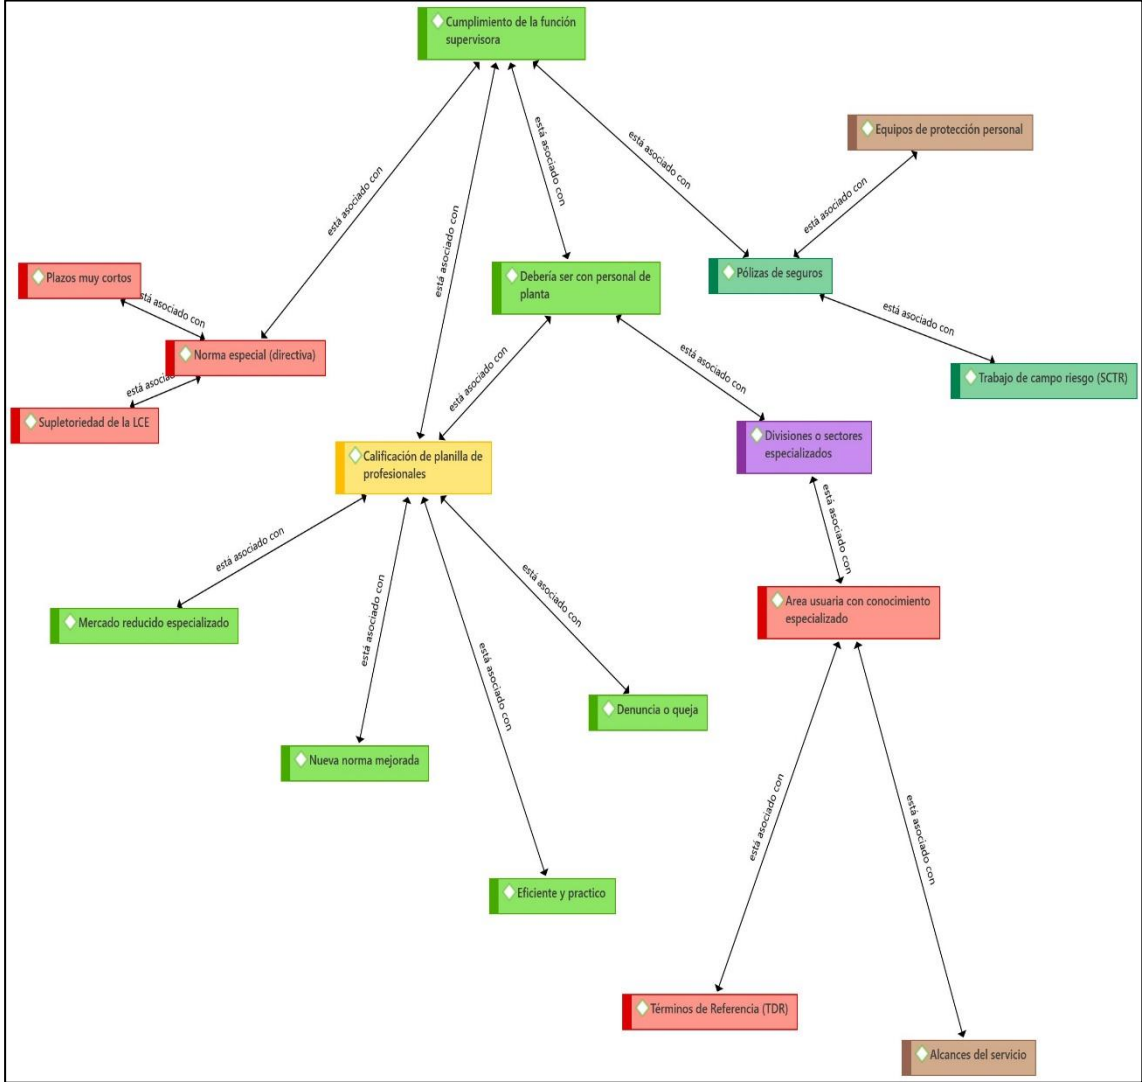 Cumplimiento de la función
supervisora
Equipos de protección personal
está asociado con
está asociado con
está asociado con
está asociado con
está asociado con
Plazos muy cortos
Debería ser con personal de
planta
Pólizas de seguros
está asociado con
está asociado con
Norma especial (directiva)
Trabajo de campo riesgo (SCTR)
está asociad
está asociado con
está asociado con
Supletoriedad de la LCE
Divisiones o sectores
especializados
Calificación de planilla de
profesionales
está asociado con
está asociado con
está asociado con
está asociado con
está asociado con
Mercado reducido especializado
Area usuaria con conocimiento
especializado
Denuncia o queja
Nueva norma mejorada
está asociado con
está asociado con
Eficiente y practico
Términos de Referencia (TDR)
Alcances del servicio